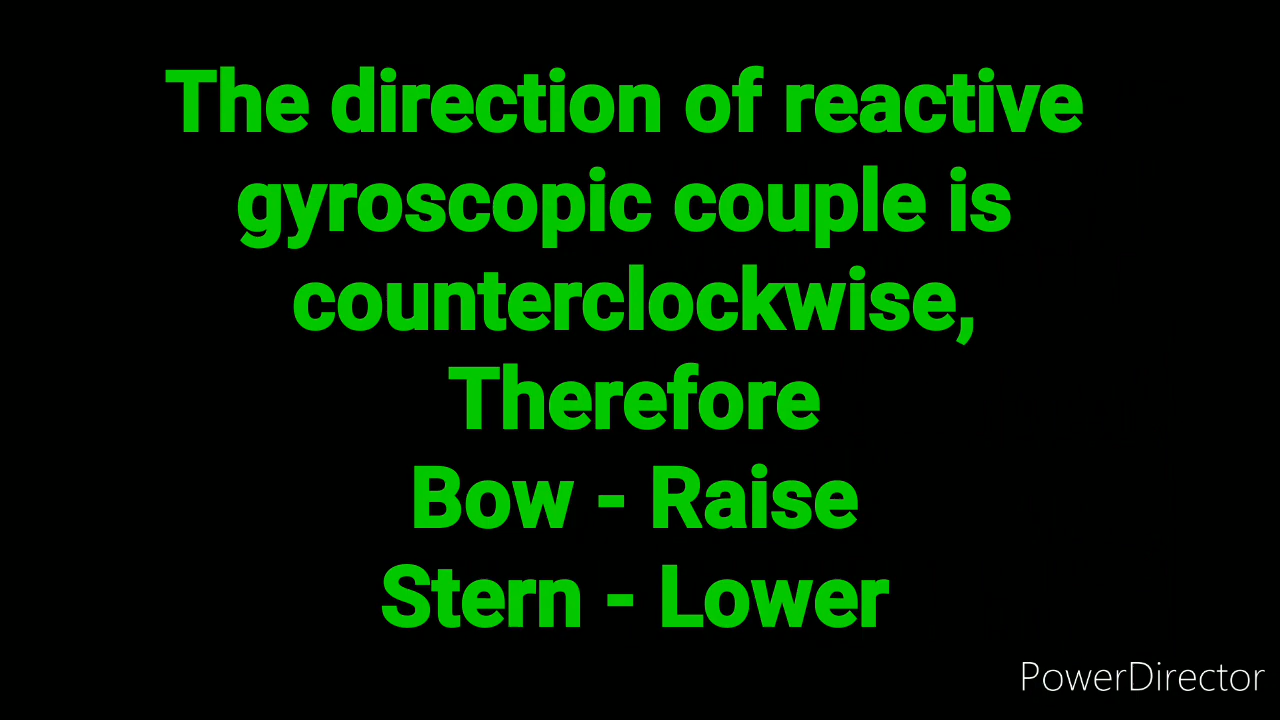 The direction of reactive
gyroscopic couple is
counterclockwise,
Therefore
Bow - Raise
Stern - Lower
PowerDirector